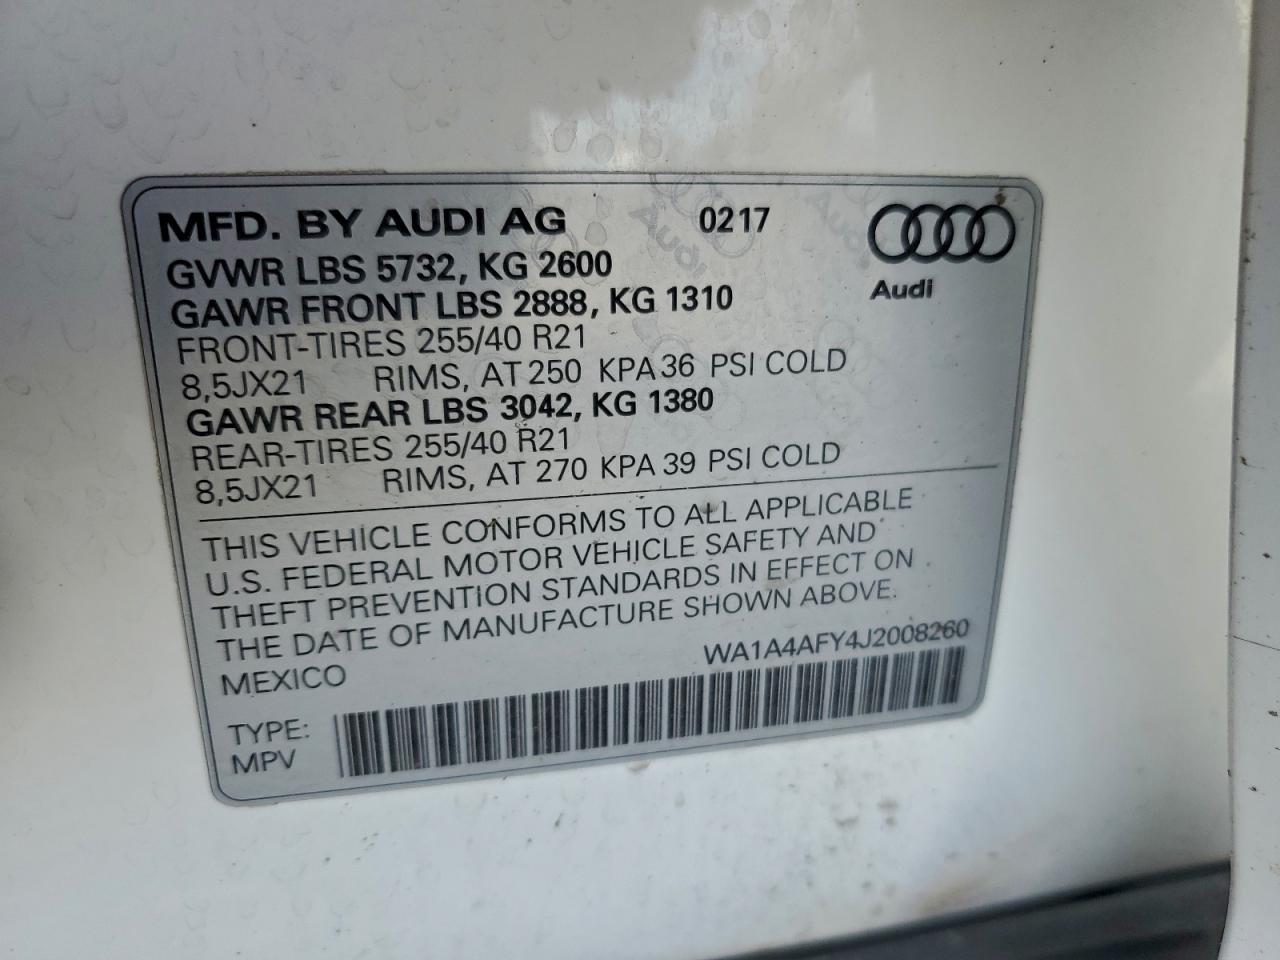 MFD. BY AUDI AG 0217
GVWR LBS 5732, KG 2600
GAWR FRONT LBS 2888, KG 1310
Audi
FRONT-TIRES 255/40 R21
8,5JX21 RIMS, AT 250 KPA 36 PSI COLD
GAWR REAR LBS 3042, KG 1380
REAR-TIRES 255/40 R21
8,5JX21 RIMS, AT 270 KPA 39 PSI COLD
THIS VEHICLE CONFORMS TO ALL APPLICABLE
U.S. FEDERAL MOTOR VEHICLE SAFETY AND
THEFT PREVENTION STANDARDS IN EFFECT ON
THE DATE OF MANUFACTURE SHOWN ABOVE.
MEXICO WA1A4AFY4J2008260
TYPE:
MPV